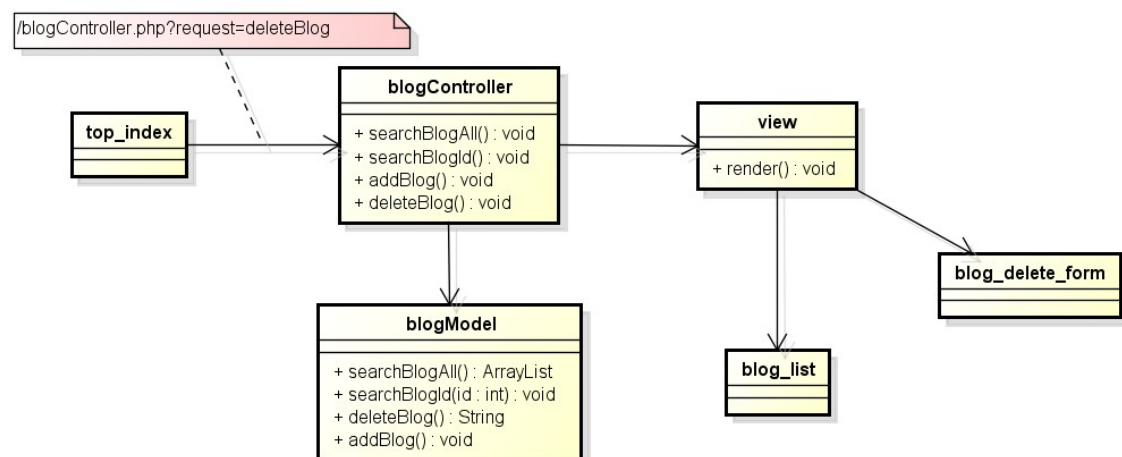 /blogController.php?request=deleteBlog
top_index
blogController
+ searchBlogAll() : void
+ searchBlogId() : void
+ addBlog() : void
+ deleteBlog() : void
view
+ render() : void
blog_delete_form
blogModel
+ searchBlogAll() : ArrayList
+ searchBlogId(id : int) : void
+ deleteBlog() : String
+ addBlog() : void
blog_list